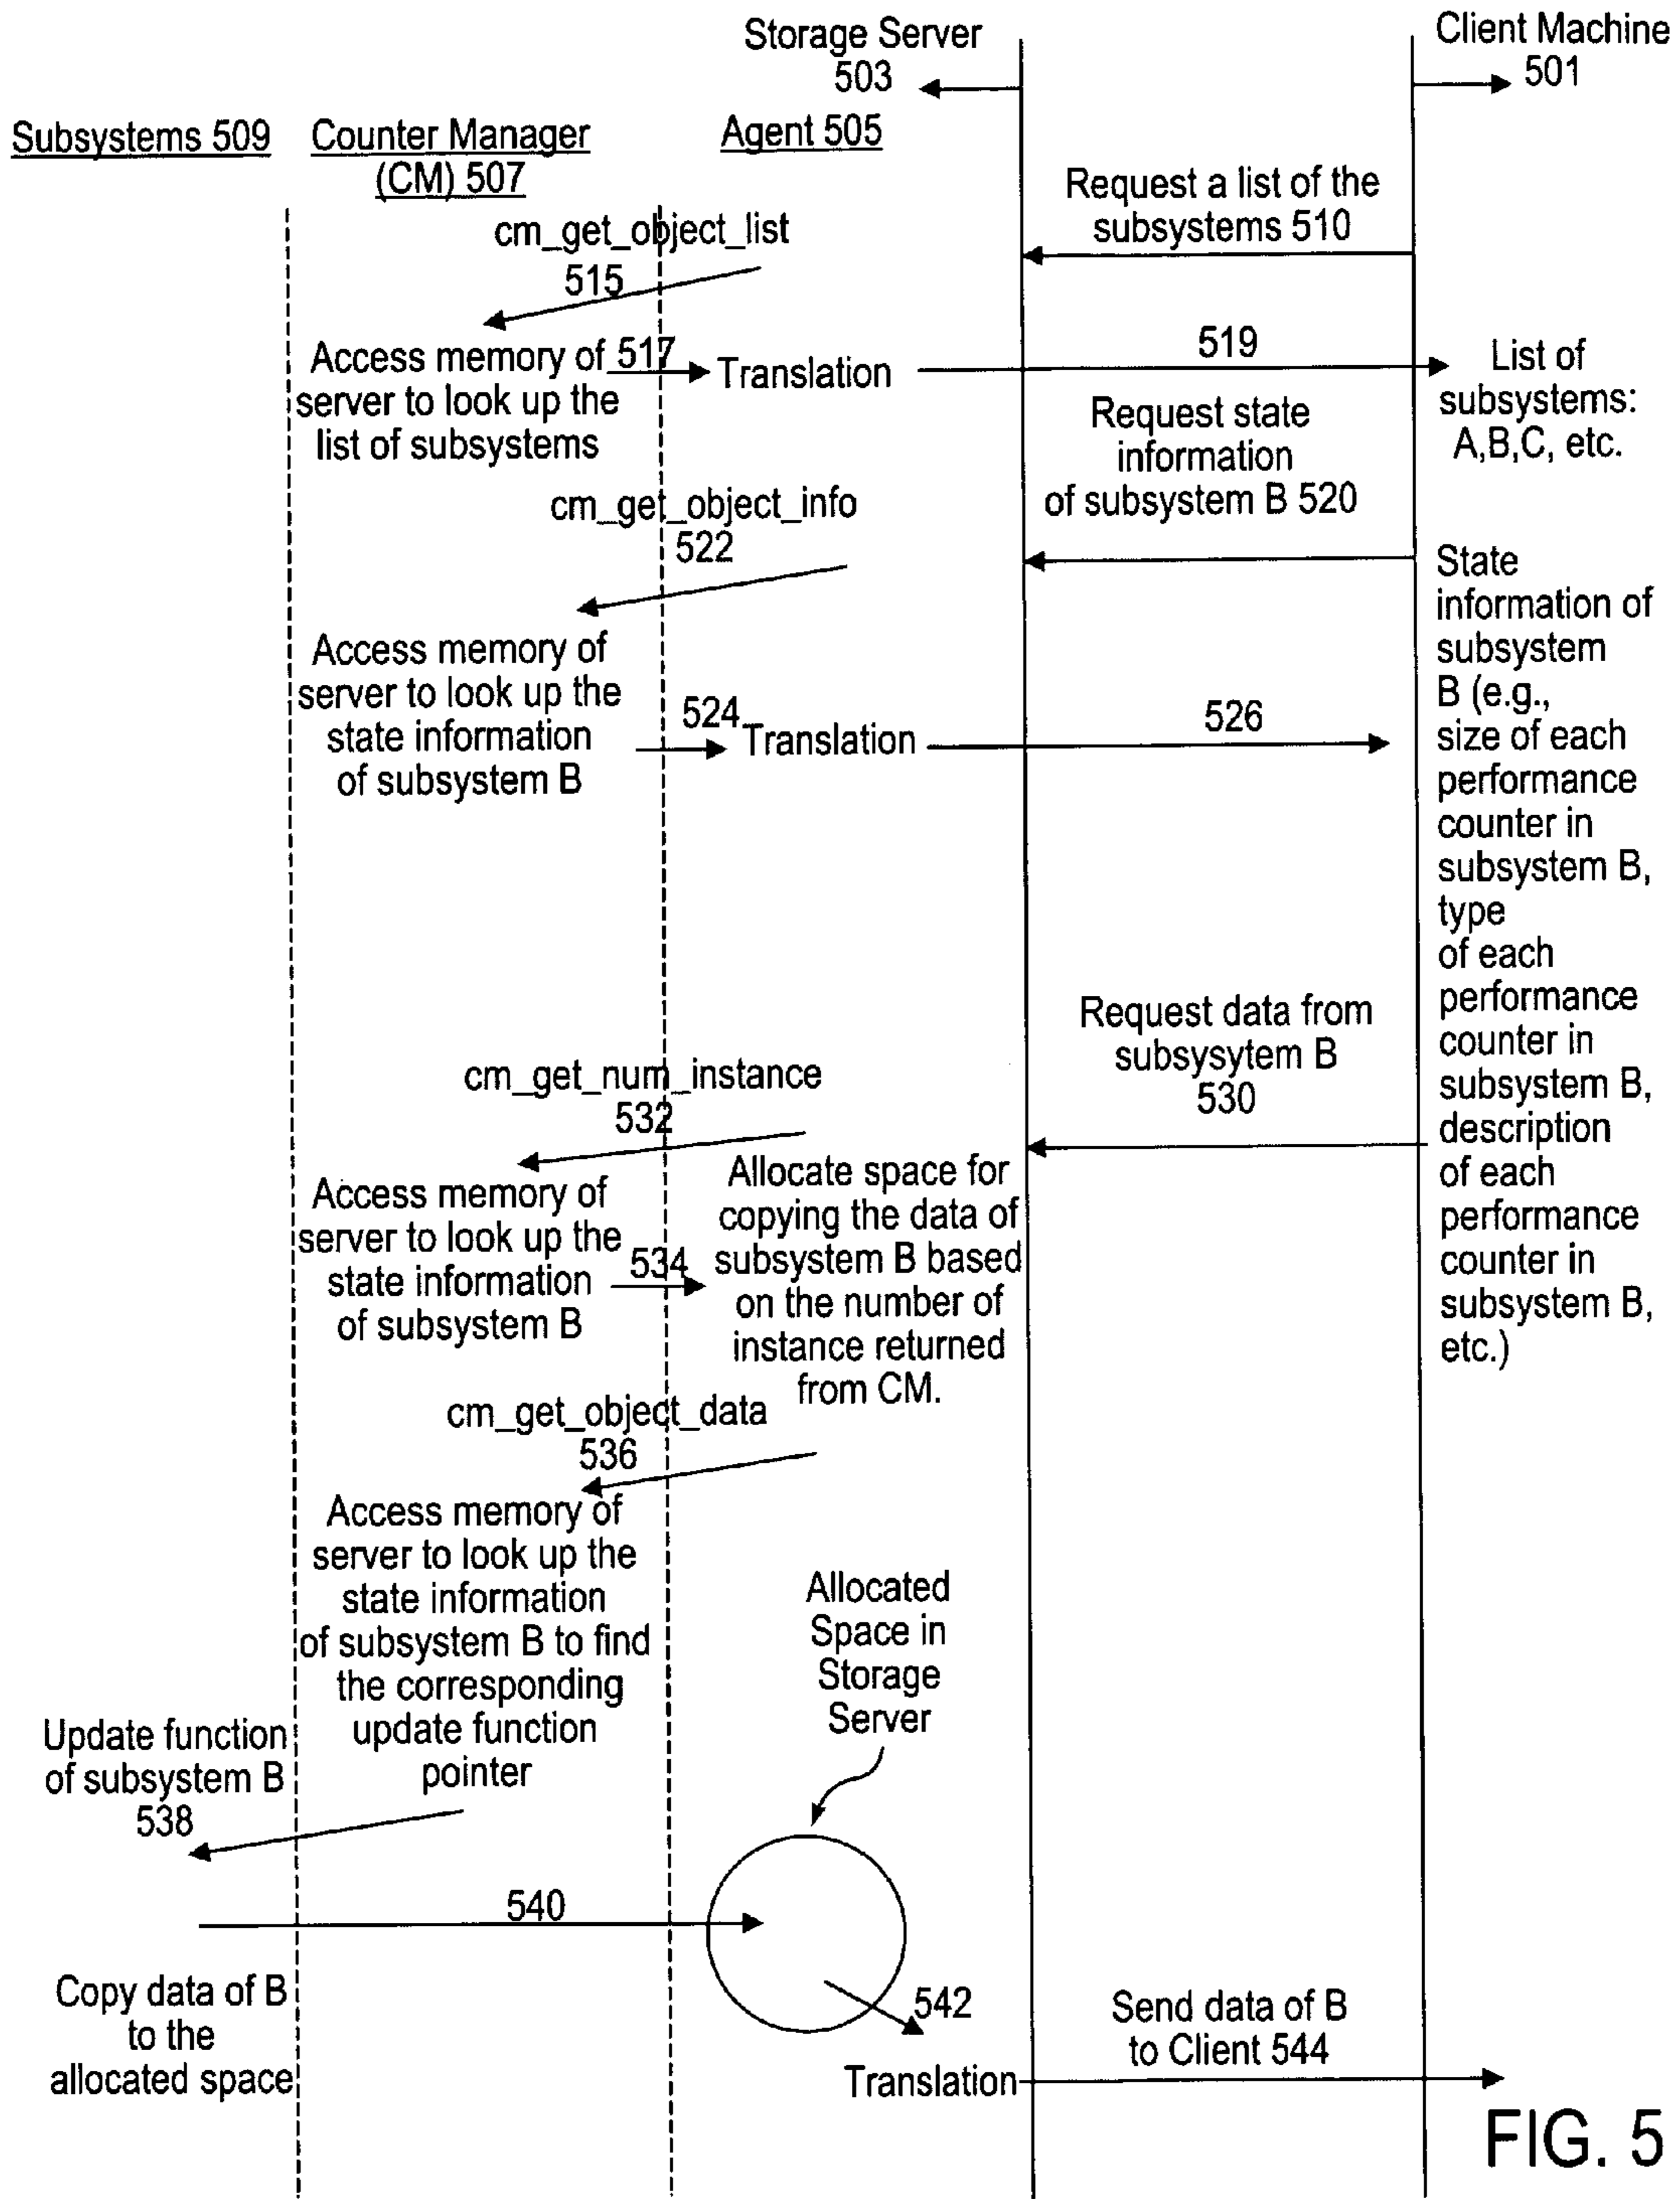 Storage Server
503
Client Machine
501
Subsystems 509
Counter Manager
(CM) 507
Agent 505
Request a list of the
subsystems 510
cm_get_object_list
515
Access memory of
server to look up the
list of subsystems
517
Translation
519
List of
subsystems:
A,B,C, etc.
Request state
information
of subsystem B 520
cm_get_object_info
522
Access memory of
server to look up the
state information
of subsystem B
524
Translation
526
State
information of
subsystem
B (e.g.,
size of each
performance
counter in
subsystem B,
type
of each
performance
counter in
subsystem B,
description
of each
performance
counter in
subsystem B,
etc.)
Request data from
subsysytem B
530
cm_get_num_instance
532
Access memory of
server to look up the
state information
of subsystem B
534
Allocate space for
copying the data of
subsystem B based
on the number of
instance returned
from CM.
cm_get_object_data
536
Access memory of
server to look up the
state information
of subsystem B to find
the corresponding
update function
pointer
Allocated
Space in
Storage
Server
Update function
of subsystem B
538
540
Copy data of B
to the
allocated space
542
Translation
Send data of B
to Client 544
FIG. 5